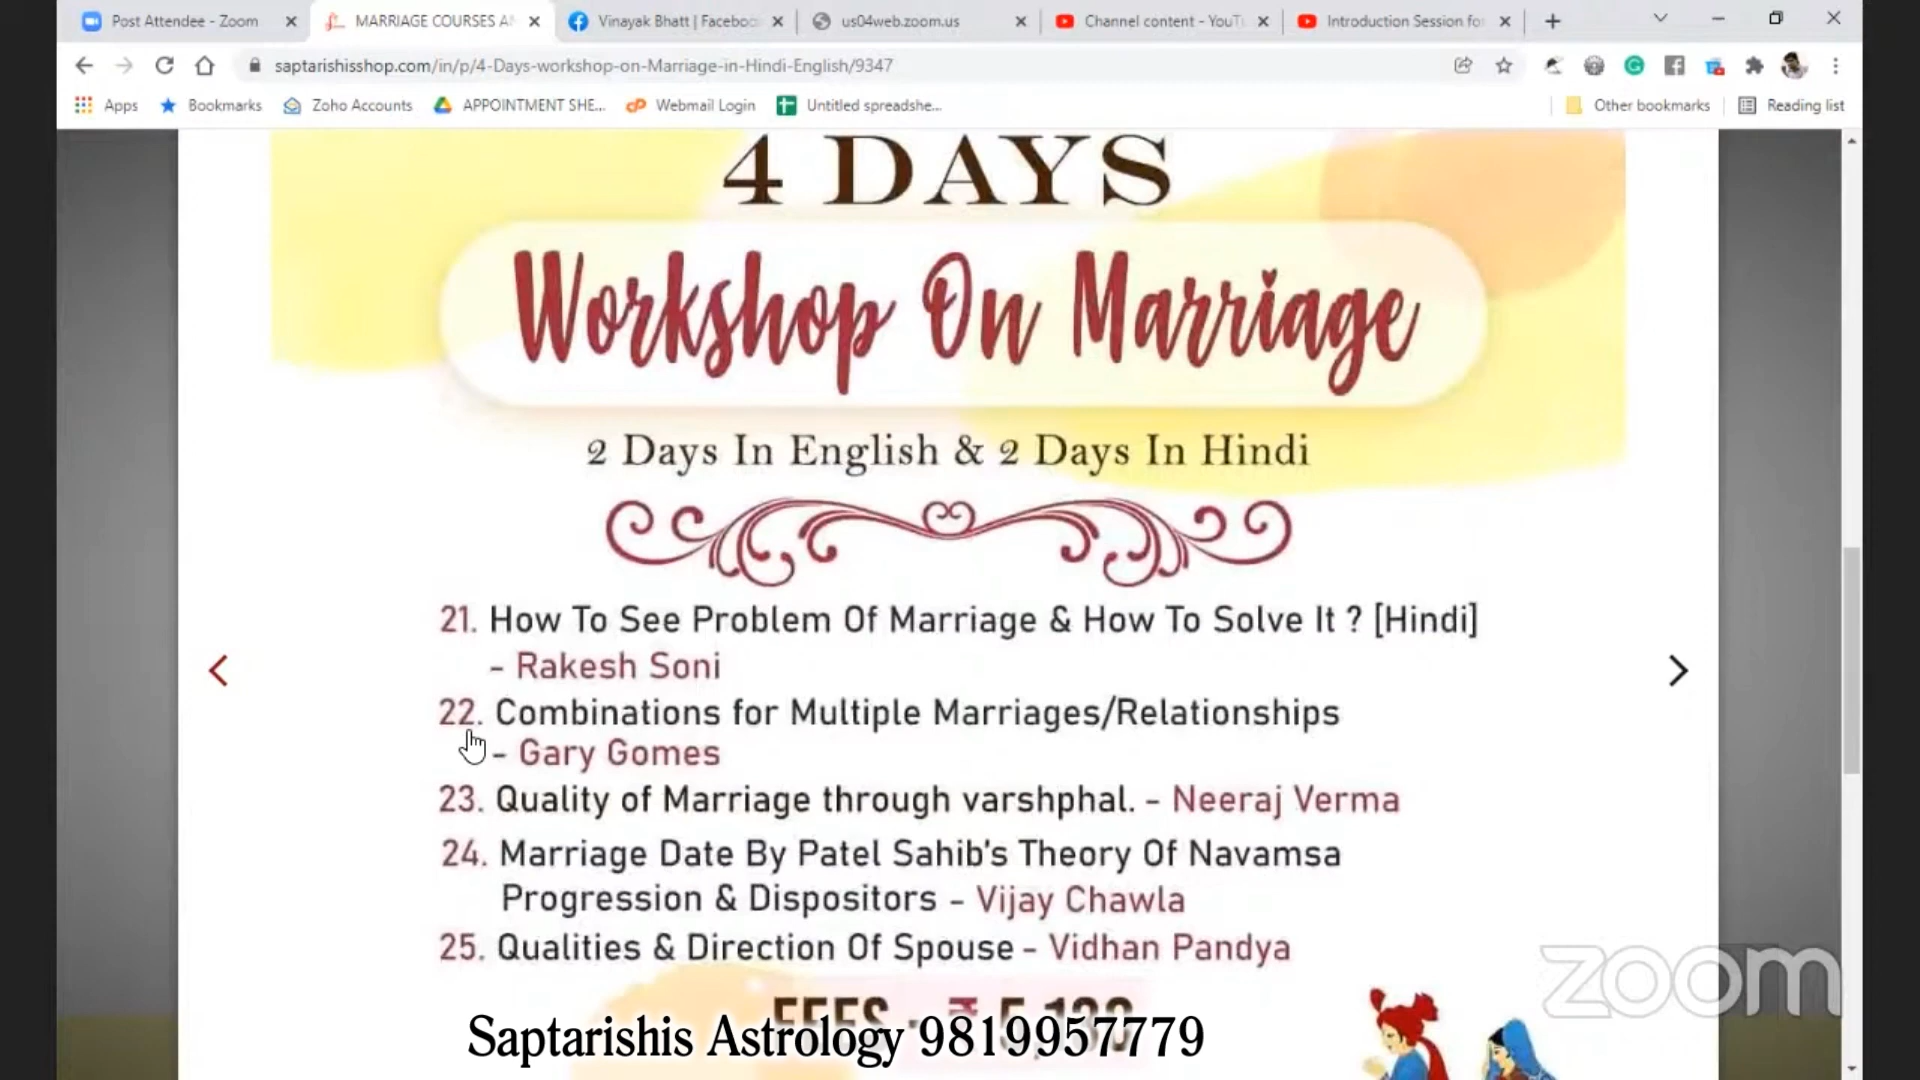 Post Attendee - Zoom
MARRIAGE COURSES A
Vinayak Bhatt | Faceboo
us04web.zoom.us
Channel content - YouT
Introduction Session fo
saptarishisshop.com/in/p/4-Days-workshop-on-Marriage-in-Hindi-English/9347
Apps
Bookmarks
Zoho Accounts
APPOINTMENT SHE...
Webmail Login
Untitled spreadshe...
Other bookmarks
Reading list
4 DAYS
Workshop On Marriage
2 Days In English & 2 Days In Hindi
21. How To See Problem Of Marriage & How To Solve It ? [Hindi]
- Rakesh Soni
22. Combinations for Multiple Marriages/Relationships
- Gary Gomes
23. Quality of Marriage through varshphal. - Neeraj Verma
24. Marriage Date By Patel Sahib's Theory Of Navamsa
Progression & Dispositors - Vijay Chawla
25. Qualities & Direction Of Spouse - Vidhan Pandya
FEES
Saptarishis Astrology 9819957779
zoom